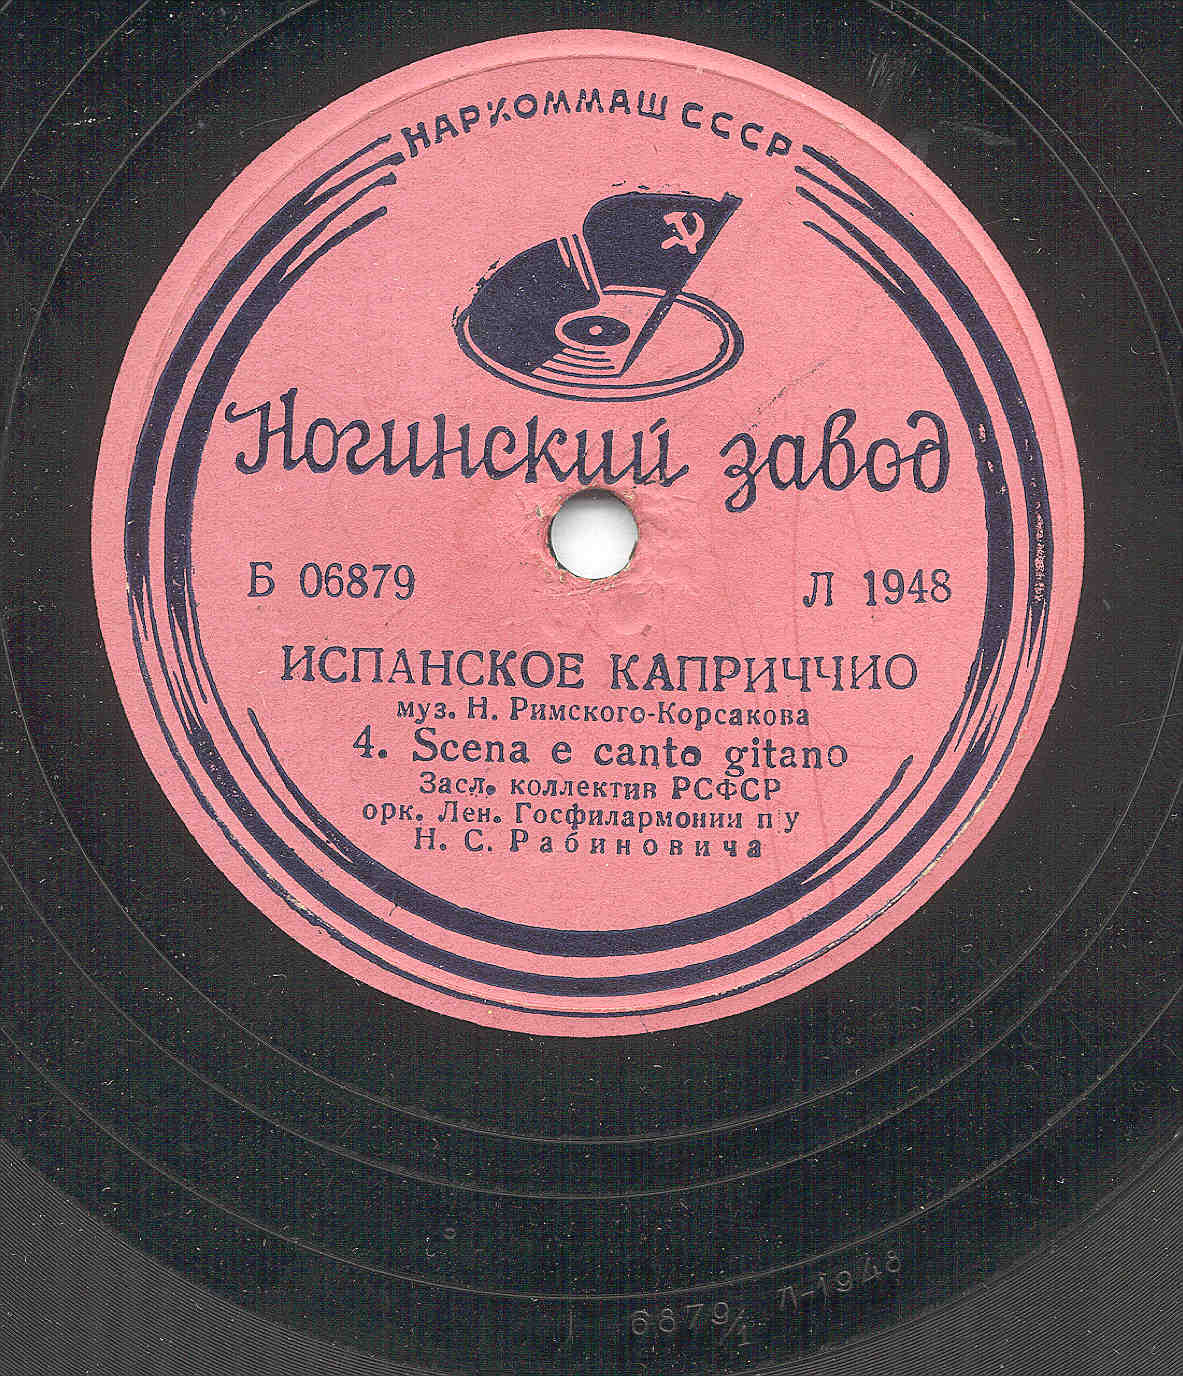 НАРКОММАШ СССР
Ногинский завод
Б 06879
Л 1948
ИСПАНСКОЕ КАПРИЧЧИО
муз. Н. Римского-Корсакова
4. Scena e canto gitano
Засл. коллектив РСФСР
орк. Лен. Госфилармонии п/у
Н. С. Рабиновича
6879/1 Л-1948